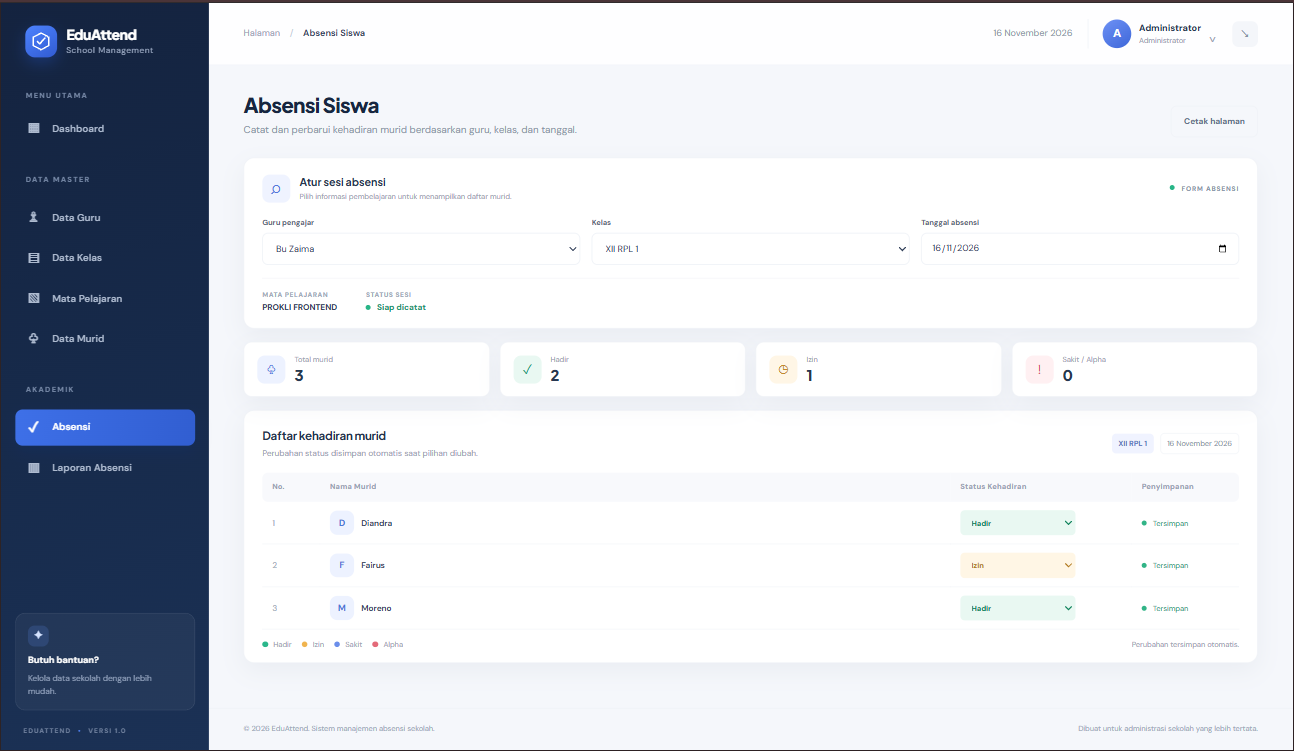 EduAttend
School Management
MENU UTAMA
Dashboard
DATA MASTER
Data Guru
Data Kelas
Mata Pelajaran
Data Murid
AKADEMIK
Absensi
Laporan Absensi
Butuh bantuan?
Kelola data sekolah dengan lebih
mudah.
EDUATTEND • VERSI 1.0
Halaman / Absensi Siswa
16 November 2026
A
Administrator
Administrator
Absensi Siswa
Catat dan perbarui kehadiran murid berdasarkan guru, kelas, dan tanggal.
Cetak halaman
Atur sesi absensi
Pilih informasi pembelajaran untuk menampilkan daftar murid.
FORM ABSENSI
Guru pengajar
Bu Zaima
Kelas
XII RPL 1
Tanggal absensi
16/11/2026
MATA PELAJARAN
PROKLI FRONTEND
STATUS SESI
Siap dicatat
Total murid
3
Hadir
2
Izin
1
Sakit / Alpha
0
Daftar kehadiran murid
Perubahan status disimpan otomatis saat pilihan diubah.
XII RPL 1
16 November 2026
No. Nama Murid Status Kehadiran Penyimpanan
1 D Diandra Hadir Tersimpan
2 F Fairus Izin Tersimpan
3 M Moreno Hadir Tersimpan
Hadir Izin Sakit Alpha
Perubahan tersimpan otomatis.
© 2026 EduAttend. Sistem manajemen absensi sekolah.
Dibuat untuk administrasi sekolah yang lebih tertata.